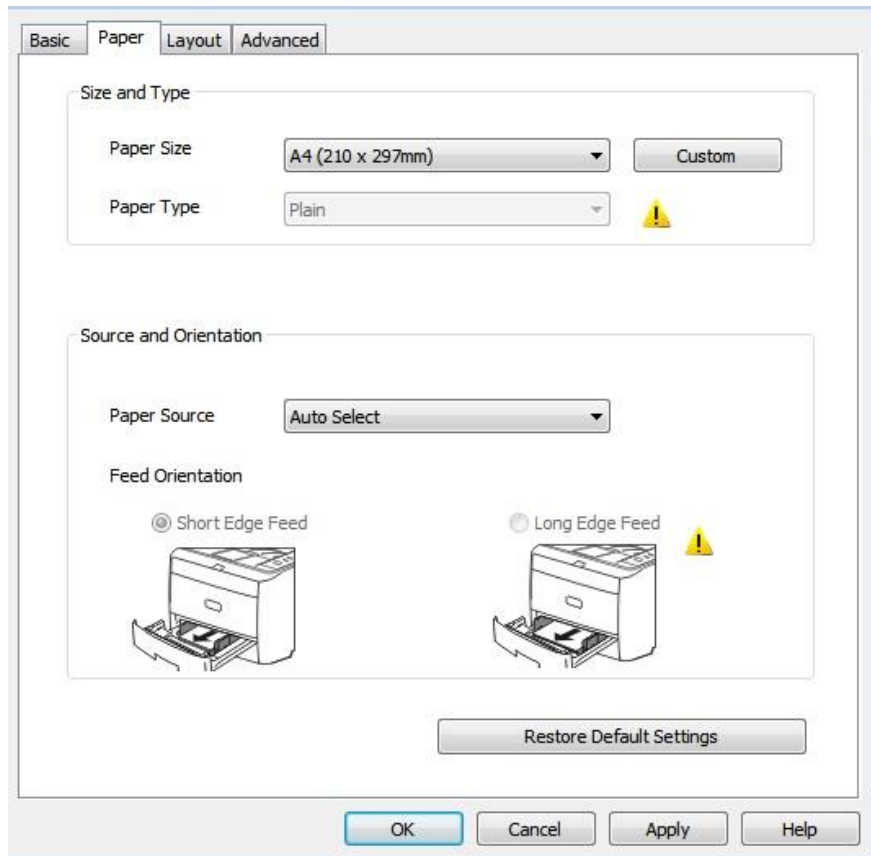 Basic Paper Layout Advanced
Size and Type
Paper Size A4 (210 x 297mm) Custom
Paper Type Plain
Source and Orientation
Paper Source Auto Select
Feed Orientation
Short Edge Feed Long Edge Feed
Restore Default Settings
OK Cancel Apply Help